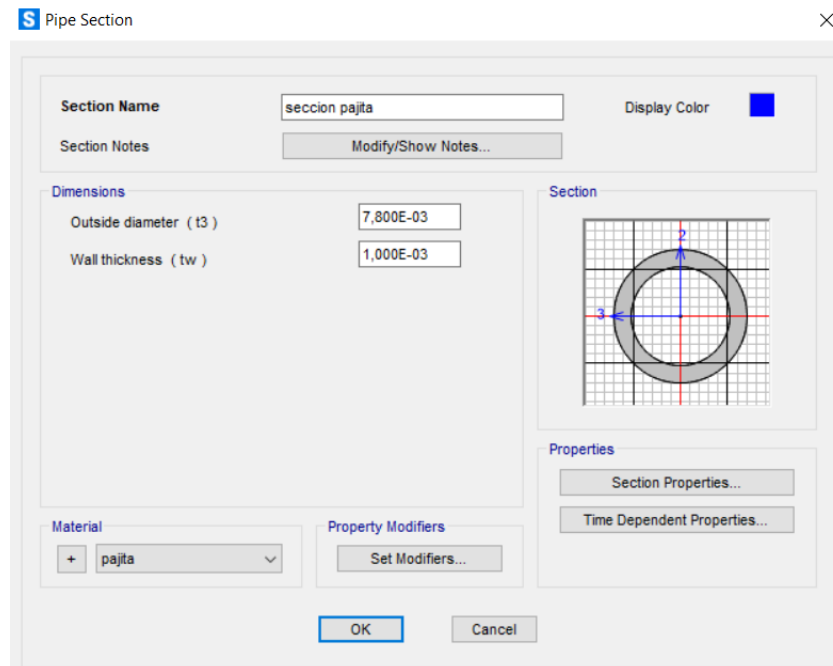 S Pipe Section
Section Name seccion pajita Display Color
Section Notes Modify/Show Notes...
Dimensions
Outside diameter ( t3 ) 7,800E-03
Wall thickness ( tw ) 1,000E-03
Section
2
3
Properties
Section Properties...
Time Dependent Properties...
Material
+ pajita
Property Modifiers
Set Modifiers...
OK Cancel